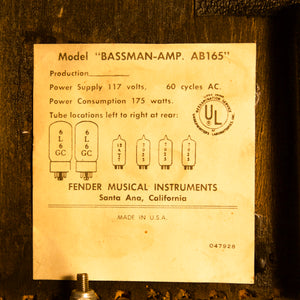 Model "BASSMAN-AMP. AB165"
Production
Power Supply 117 volts, 60 cycles AC.
Power Consumption 175 watts.
Tube locations left to right at rear:
UL
6L6GC 6L6GC 12AT7 7025 7025 7025
FENDER MUSICAL INSTRUMENTS
Santa Ana, California
MADE IN U.S.A.
047928